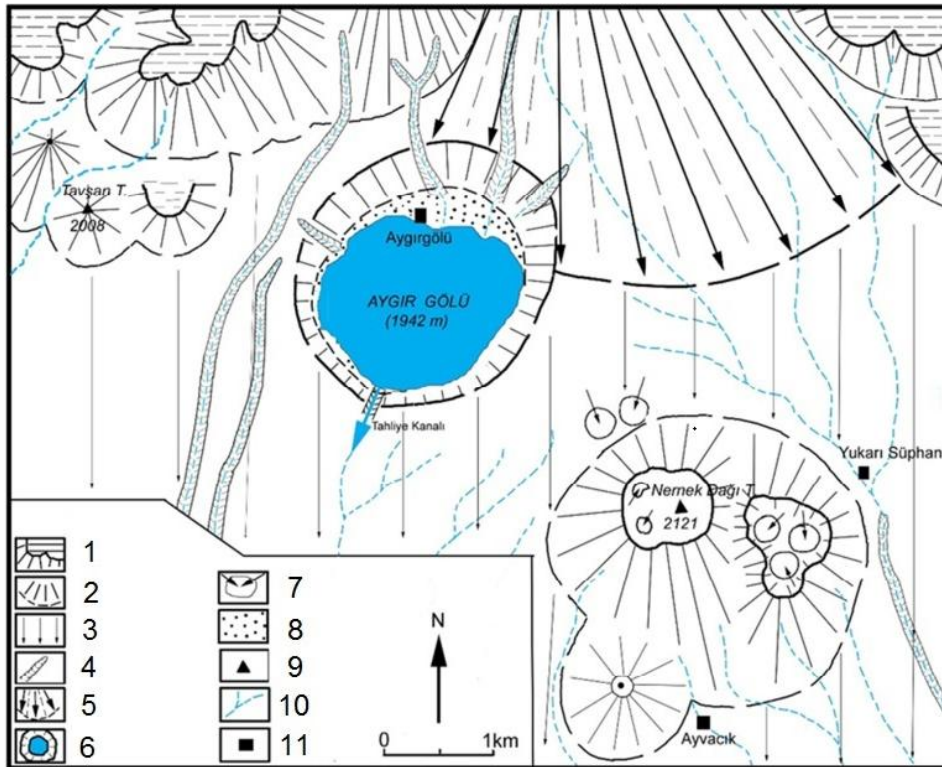 Tavşan T.
2008
Aygırgölü
AYGIR GÖLÜ
(1942 m)
Tahliye Kanalı
Yukarı Süphan
Nernek Dağı T.
2121
Ayvacık
1
2
3
4
5
6
7
8
9
10
11
N
0 1km